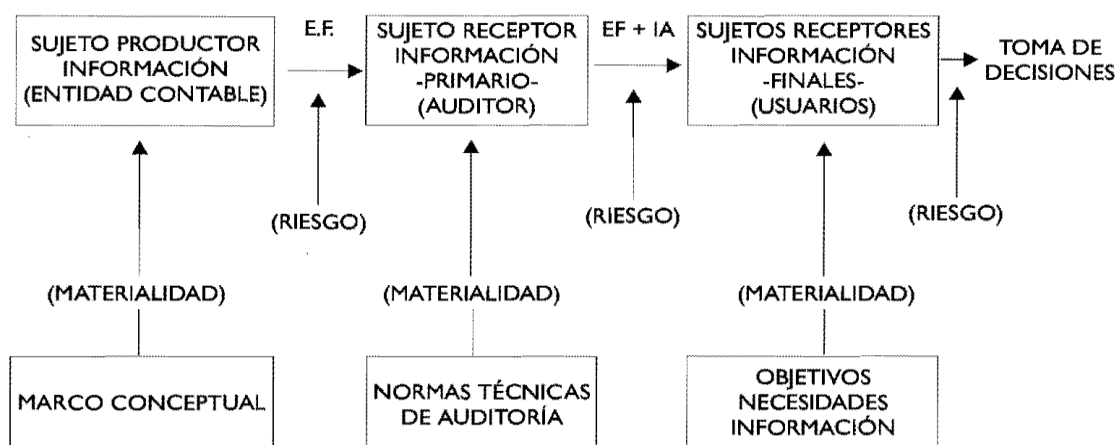 SUJETO PRODUCTOR
INFORMACIÓN
(ENTIDAD CONTABLE)
E.F.
SUJETO RECEPTOR
INFORMACIÓN
-PRIMARIO-
(AUDITOR)
EF + IA
SUJETOS RECEPTORES
INFORMACIÓN
-FINALES-
(USUARIOS)
TOMA DE
DECISIONES
(RIESGO)
(RIESGO)
(RIESGO)
(MATERIALIDAD)
(MATERIALIDAD)
(MATERIALIDAD)
MARCO CONCEPTUAL
NORMAS TÉCNICAS
DE AUDITORÍA
OBJETIVOS
NECESIDADES
INFORMACIÓN